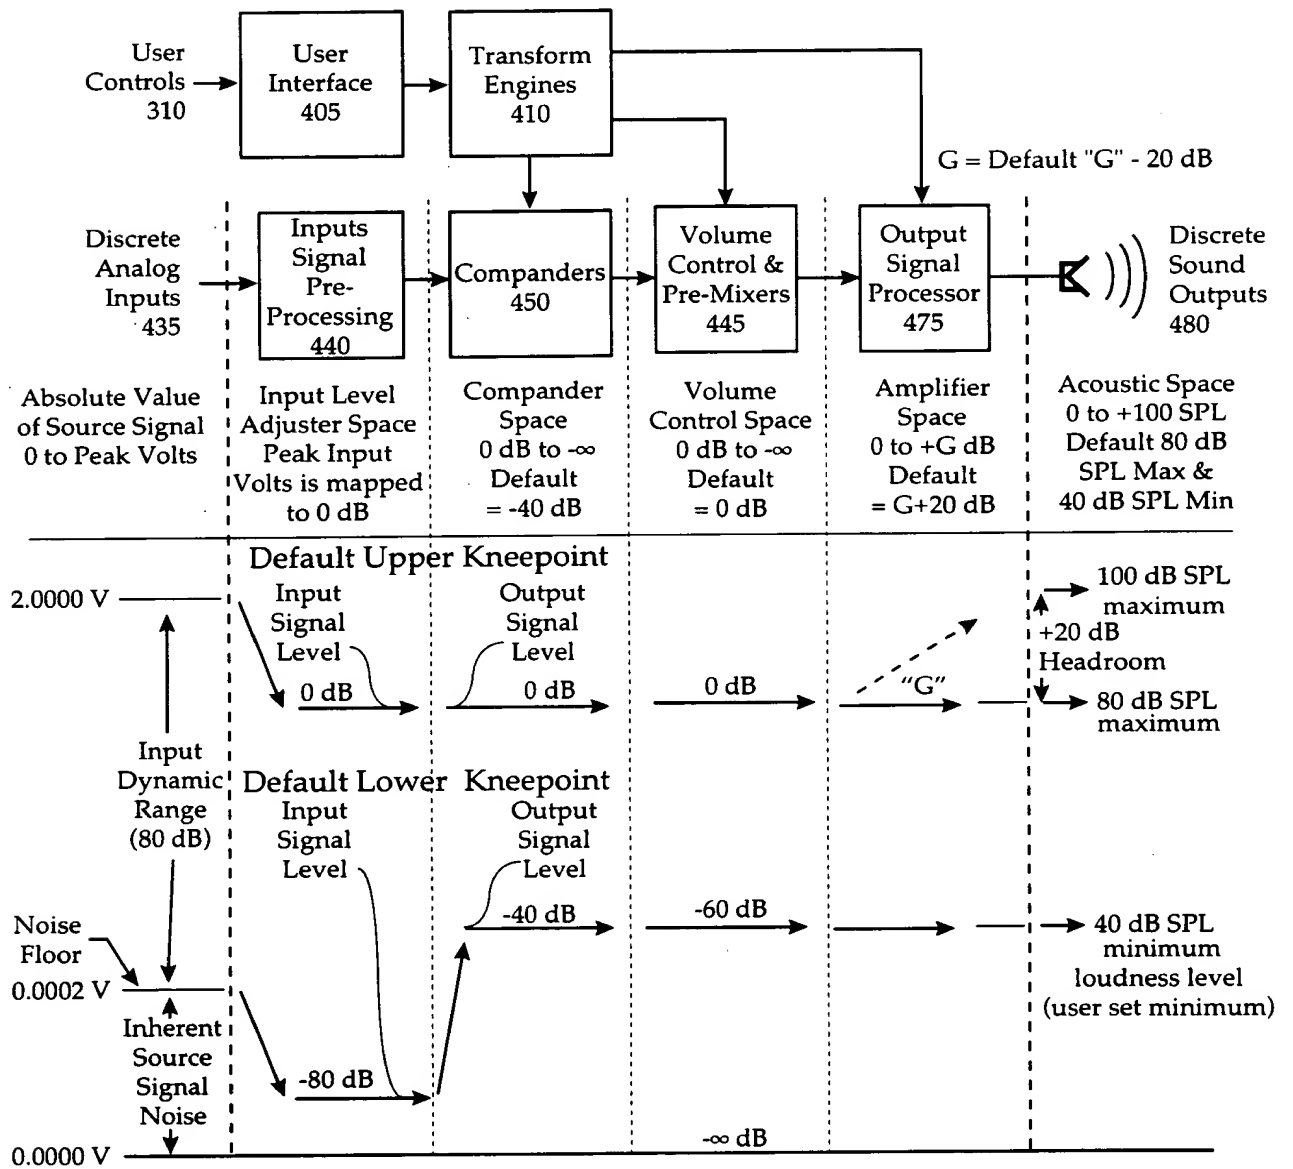 User
Controls
310
User
Interface
405
Transform
Engines
410
G = Default "G" - 20 dB
Discrete
Analog
Inputs
435
Inputs
Signal
Pre-
Processing
440
Companders
450
Volume
Control &
Pre-Mixers
445
Output
Signal
Processor
475
Discrete
Sound
Outputs
480
Absolute Value
of Source Signal
0 to Peak Volts
Input Level
Adjuster Space
Peak Input
Volts is mapped
to 0 dB
Compander
Space
0 dB to -∞
Default
= -40 dB
Volume
Control Space
0 dB to -∞
Default
= 0 dB
Amplifier
Space
0 to +G dB
Default
= G+20 dB
Acoustic Space
0 to +100 SPL
Default 80 dB
SPL Max &
40 dB SPL Min
Default Upper Kneepoint
2.0000 V
Input
Signal
Level
0 dB
Output
Signal
Level
0 dB
0 dB
"G"
100 dB SPL
maximum
+20 dB
Headroom
80 dB SPL
maximum
Input
Dynamic
Range
(80 dB)
Default Lower Kneepoint
Input
Signal
Level
Output
Signal
Level
-40 dB
-60 dB
40 dB SPL
minimum
loudness level
(user set minimum)
Noise
Floor
0.0002 V
Inherent
Source
Signal
Noise
-80 dB
-∞ dB
0.0000 V